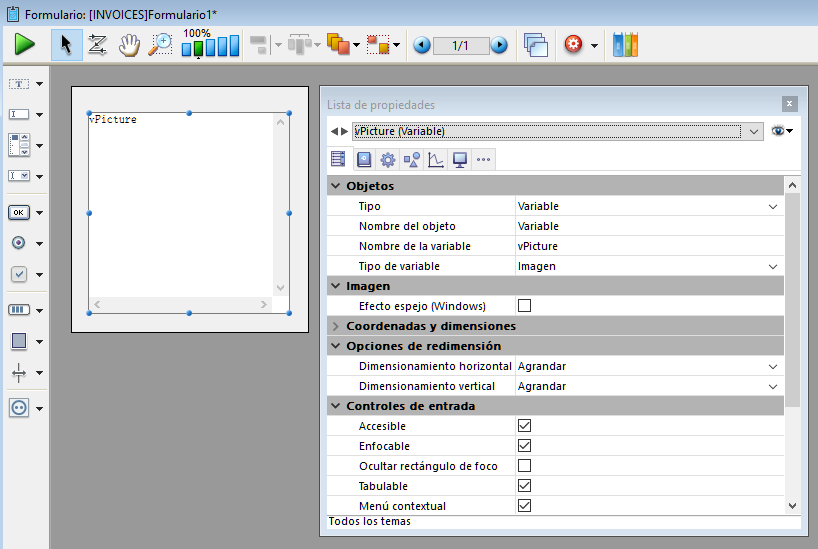 Formulario: [INVOICES]Formulario1*
100%
1/1
T
OK
vPicture
Lista de propiedades
vPicture (Variable)
Objetos
Tipo Variable
Nombre del objeto Variable
Nombre de la variable vPicture
Tipo de variable Imagen
Imagen
Efecto espejo (Windows)
Coordenadas y dimensiones
Opciones de redimensión
Dimensionamiento horizontal Agrandar
Dimensionamiento vertical Agrandar
Controles de entrada
Accesible
Enfocable
Ocultar rectángulo de foco
Tabulable
Menú contextual
Todos los temas